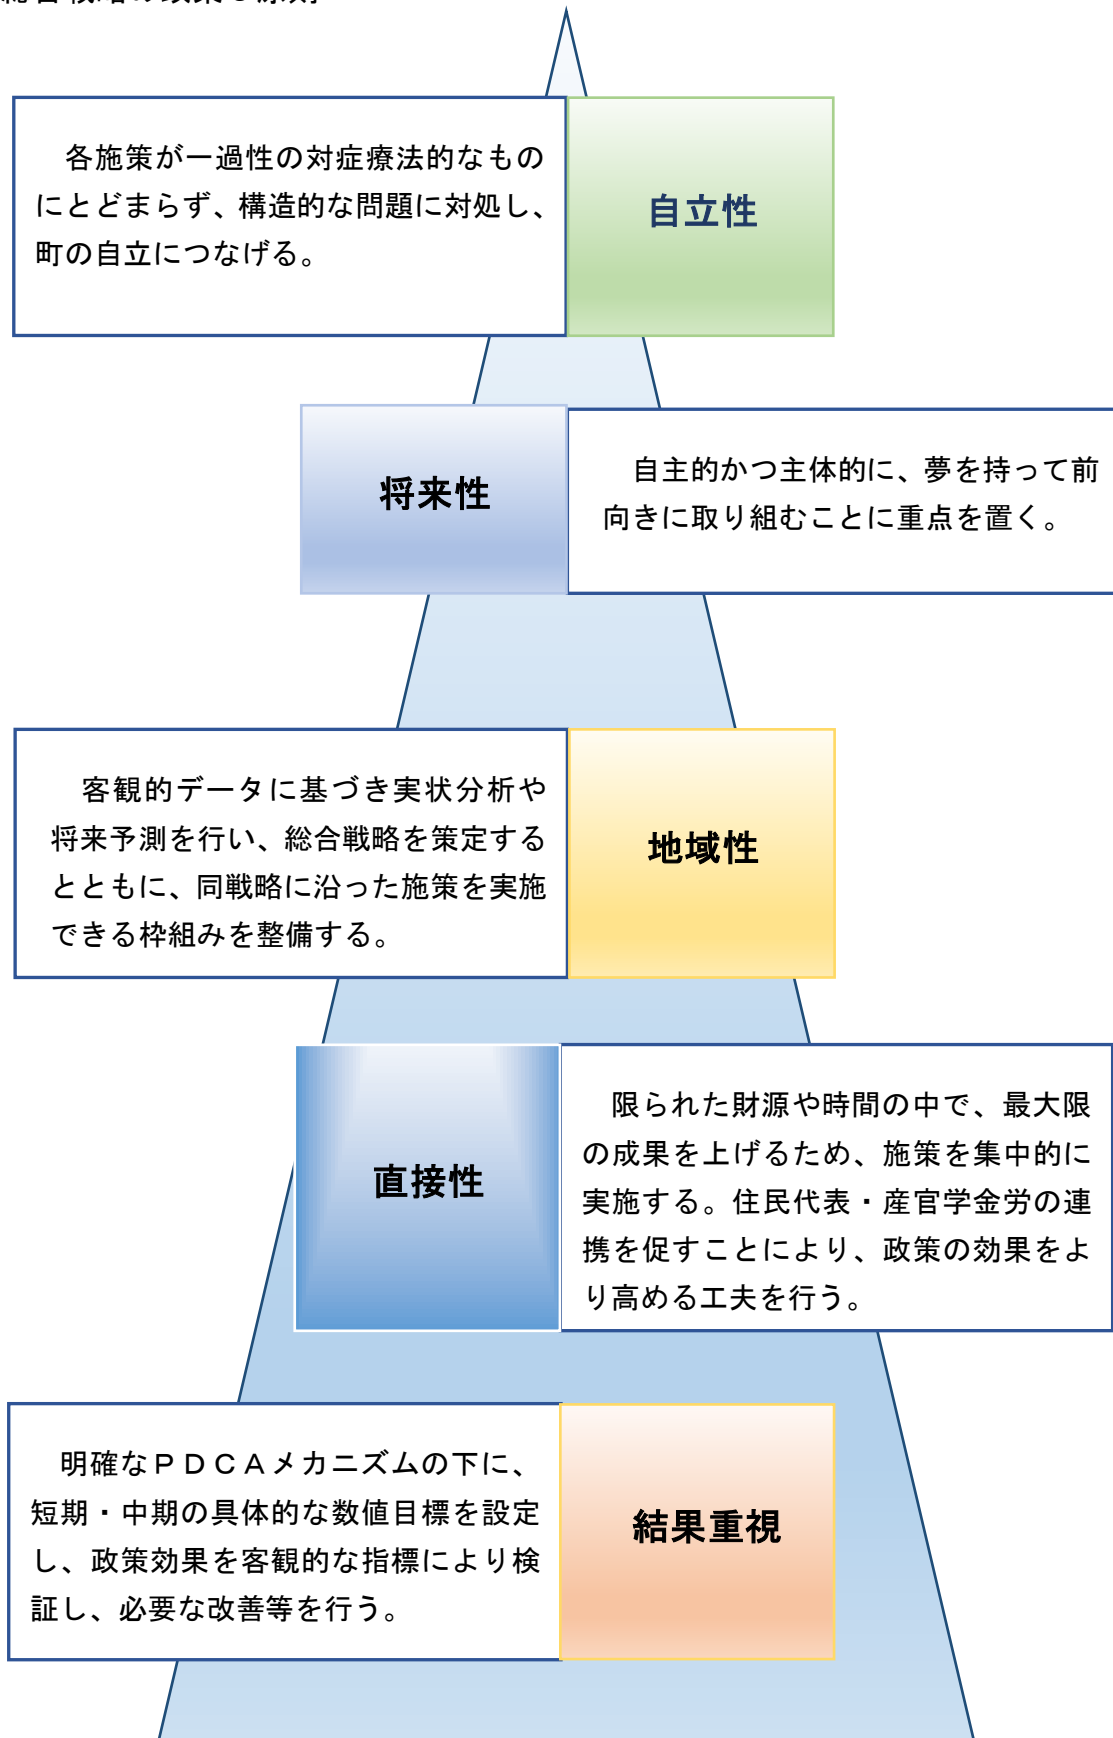 各施策が一過性の対症療法的なもの
にとどまらず、構造的な問題に対処し、
町の自立につなげる。
自立性
将来性
自主的かつ主体的に、夢を持って前
向きに取り組むことに重点を置く。
客観的データに基づき実状分析や
将来予測を行い、総合戦略を策定する
とともに、同戦略に沿った施策を実施
できる枠組みを整備する。
地域性
直接性
限られた財源や時間の中で、最大限
の成果を上げるため、施策を集中的に
実施する。住民代表・産官学金労の連
携を促すことにより、政策の効果をよ
り高める工夫を行う。
明確なＰＤＣＡメカニズムの下に、
短期・中期の具体的な数値目標を設定
し、政策効果を客観的な指標により検
証し、必要な改善等を行う。
結果重視